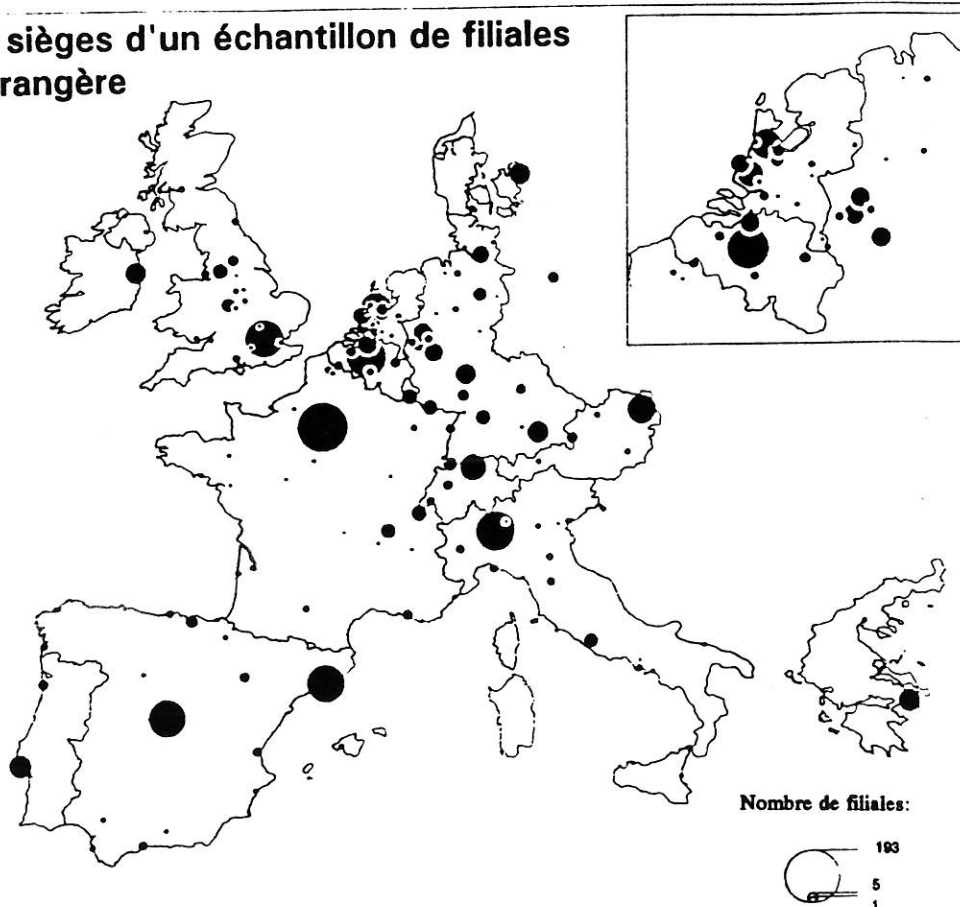 sièges d'un échantillon de filiales
rangère
Nombre de filiales:
193
5
1